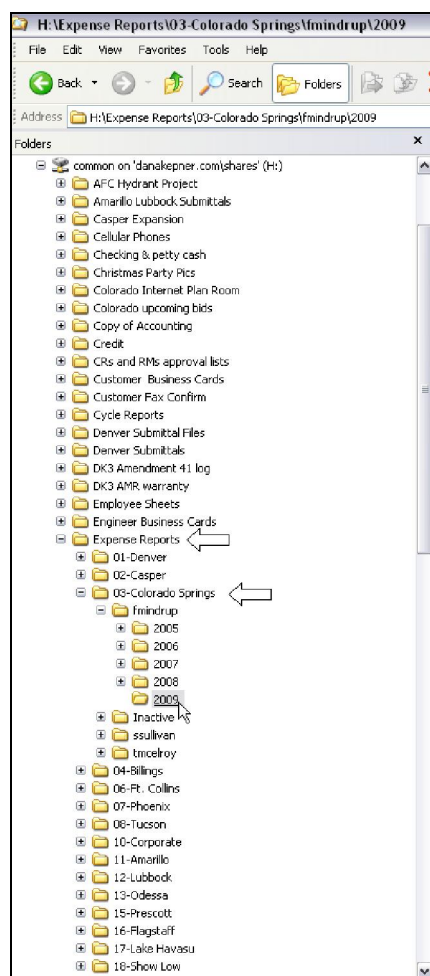 H:\Expense Reports\03-Colorado Springs\fmindrup\2009
File Edit View Favorites Tools Help
Back Search Folders
Address H:\Expense Reports\03-Colorado Springs\fmindrup\2009
Folders x
common on 'danakepner.com\shares' (H:)
AFC Hydrant Project
Amarillo Lubbock Submittals
Casper Expansion
Cellular Phones
Checking & petty cash
Christmas Party Pics
Colorado Internet Plan Room
Colorado upcoming bids
Copy of Accounting
Credit
CRs and RMs approval lists
Customer Business Cards
Customer Fax Confirm
Cycle Reports
Denver Submittal Files
Denver Submittals
DK3 Amendment 41 log
DK3 AMR warranty
Employee Sheets
Engineer Business Cards
Expense Reports
01-Denver
02-Casper
03-Colorado Springs
fmindrup
2005
2006
2007
2008
2009
Inactive
ssullivan
tmcelroy
04-Billings
06-Ft. Collins
07-Phoenix
08-Tucson
10-Corporate
11-Amarillo
12-Lubbock
13-Odessa
15-Prescott
16-Flagstaff
17-Lake Havasu
18-Show Low